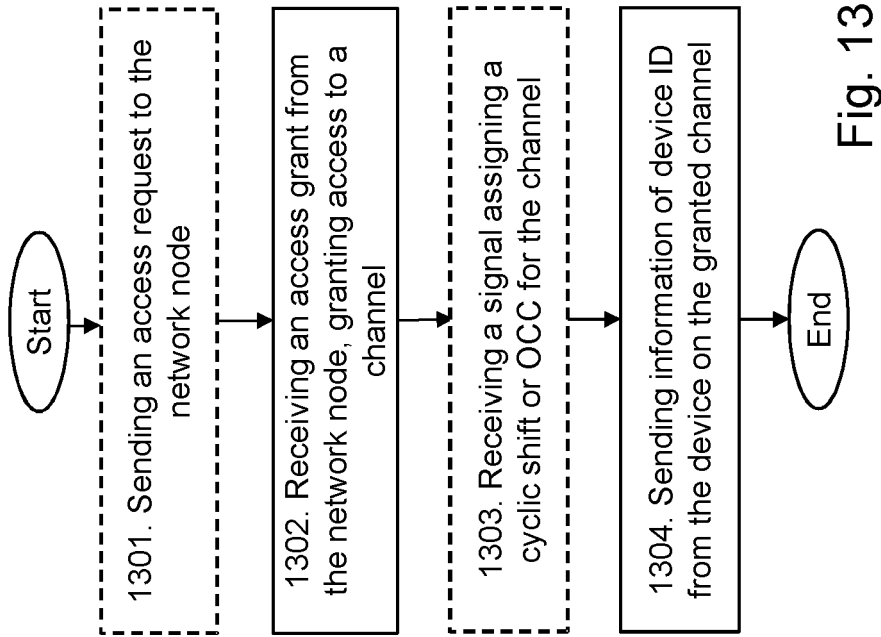 Start
1301. Sending an access request to the
network node
1302. Receiving an access grant from
the network node, granting access to a
channel
1303. Receiving a signal assigning a
cyclic shift or OCC for the channel
1304. Sending information of device ID
from the device on the granted channel
End
Fig. 13